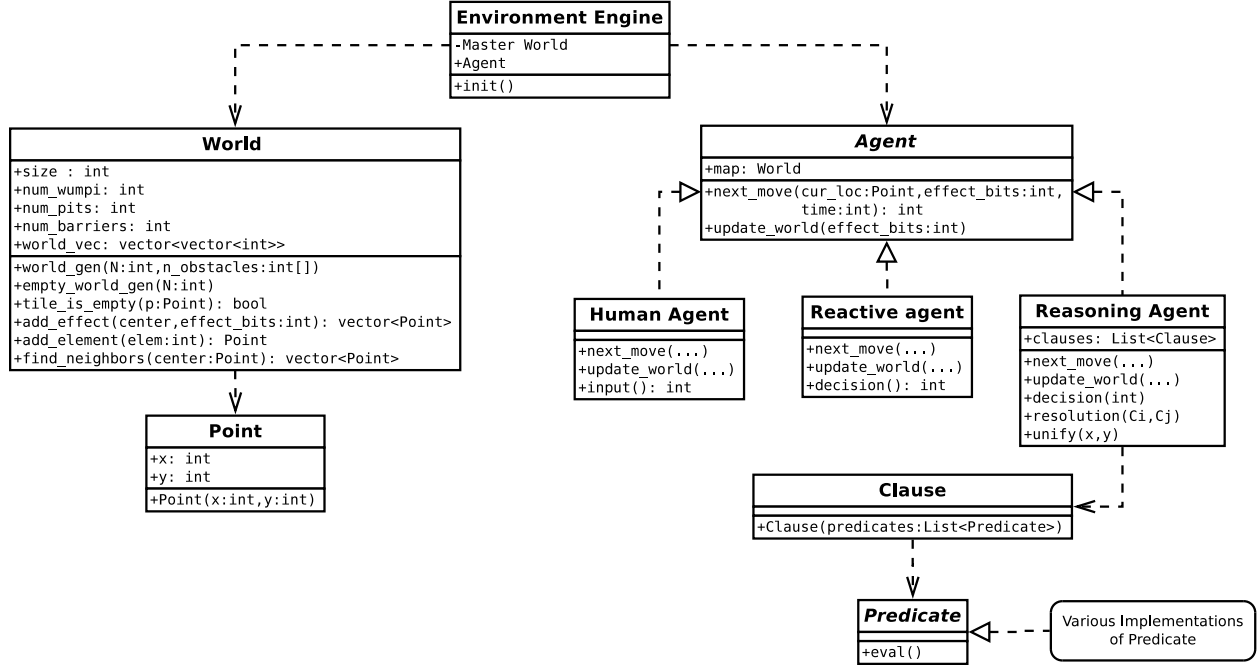 Environment Engine
-Master World
+Agent
+init()
World
+size : int
+num_wumpi: int
+num_pits: int
+num_barriers: int
+world_vec: vector<vector<int>>
+world_gen(N:int,n_obstacles:int[])
+empty_world_gen(N:int)
+tile_is_empty(p:Point): bool
+add_effect(center,effect_bits:int): vector<Point>
+add_element(elem:int): Point
+find_neighbors(center:Point): vector<Point>
Point
+x: int
+y: int
+Point(x:int,y:int)
Agent
+map: World
+next_move(cur_loc:Point,effect_bits:int,
time:int): int
+update_world(effect_bits:int)
Human Agent
+next_move(...)
+update_world(...)
+input(): int
Reactive agent
+next_move(...)
+update_world(...)
+decision(): int
Reasoning Agent
+clauses: List<Clause>
+next_move(...)
+update_world(...)
+decision(int)
+resolution(Ci,Cj)
+unify(x,y)
Clause
+Clause(predicates:List<Predicate>)
Predicate
+eval()
Various Implementations
of Predicate